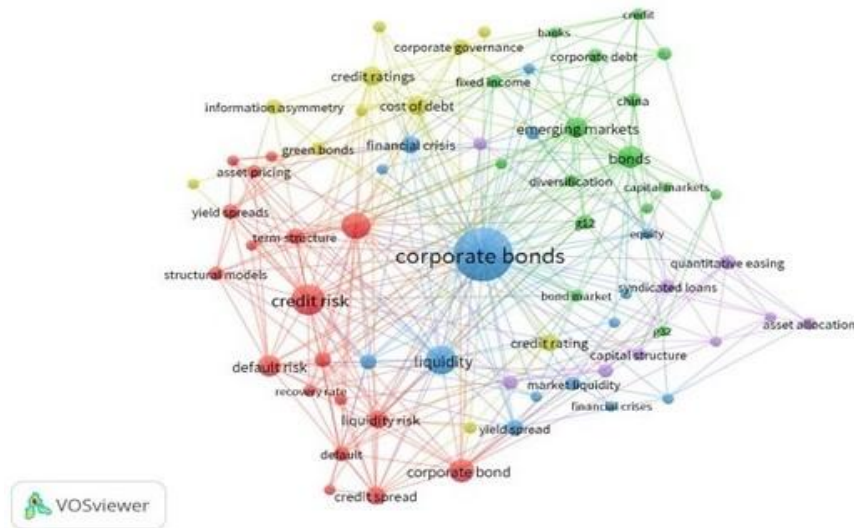 credit
banks
corporate governance
corporate debt
credit ratings
fixed income
information asymmetry
cost of debt
china
emerging markets
financial crisis
green bonds
bonds
asset pricing
diversification
capital markets
yield spreads
g12
term structure
equity
corporate bonds
quantitative easing
structural models
syndicated loans
credit risk
bond market
asset allocation
g32
credit rating
capital structure
liquidity
default risk
market liquidity
recovery rate
financial crises
liquidity risk
yield spread
default
corporate bond
credit spread
VOSviewer